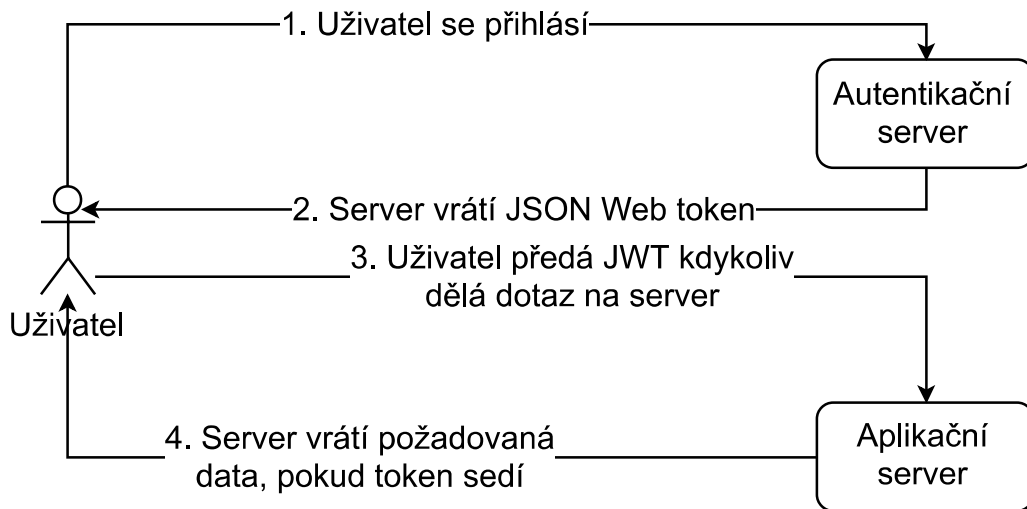 1. Uživatel se přihlásí
Autentikační
server
2. Server vrátí JSON Web token
3. Uživatel předá JWT kdykoliv
dělá dotaz na server
Uživatel
4. Server vrátí požadovaná
data, pokud token sedí
Aplikační
server